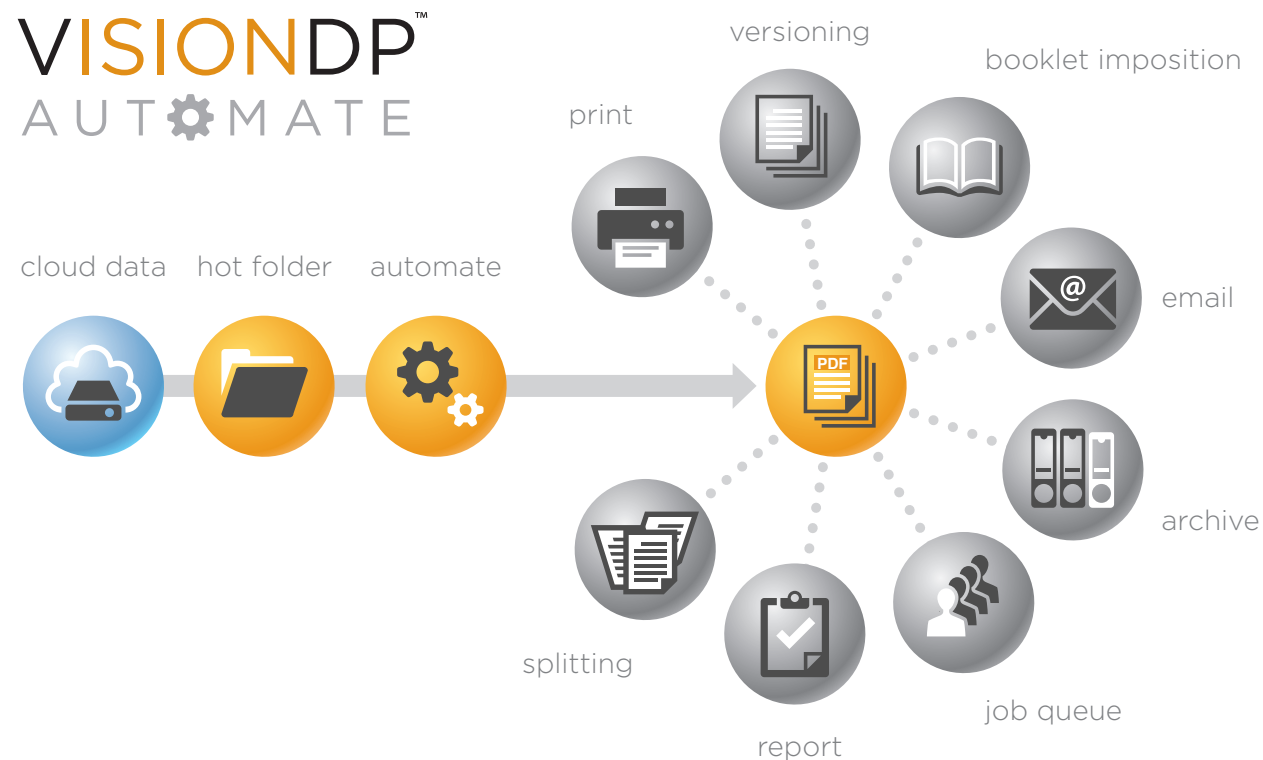 VISIONDP™
AUTOMATE
versioning
booklet imposition
print
cloud data
hot folder
automate
email
@
PDF
archive
splitting
job queue
report